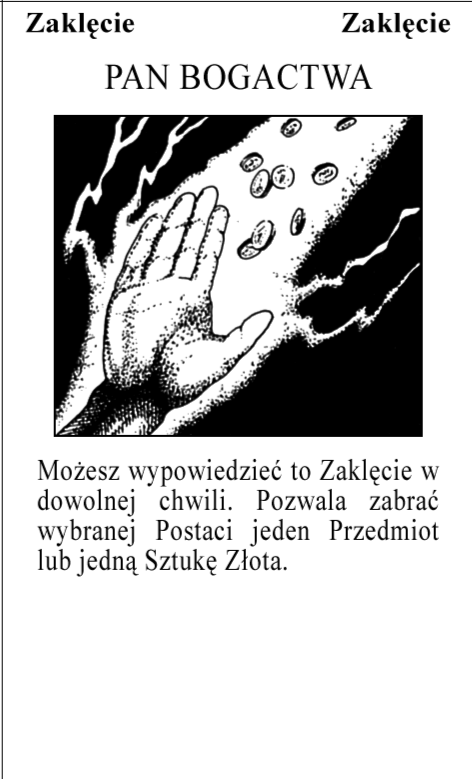 Zaklęcie Zaklęcie
PAN BOGACTWA
Możesz wypowiedzieć to Zaklęcie w
dowolnej chwili. Pozwala zabrać
wybranej Postaci jeden Przedmiot
lub jedną Sztukę Złota.